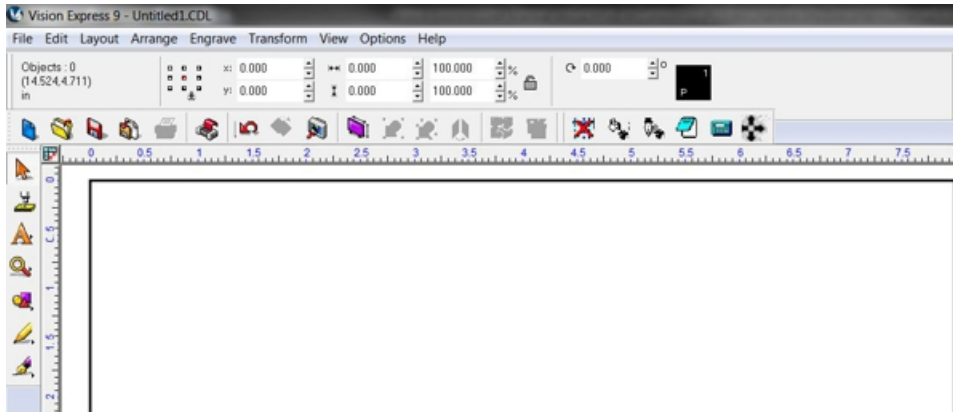 Vision Express 9 - Untitled1.CDL
File Edit Layout Arrange Engrave Transform View Options Help
Objects : 0
(14.524,4.711)
in
x: 0.000
y: 0.000
0.000
0.000
100.000 %
100.000 %
0.000 °
1
P
0 0.5 1 1.5 2 2.5 3 3.5 4 4.5 5 5.5 6 6.5 7 7.5
0
0.5
1
1.5
2